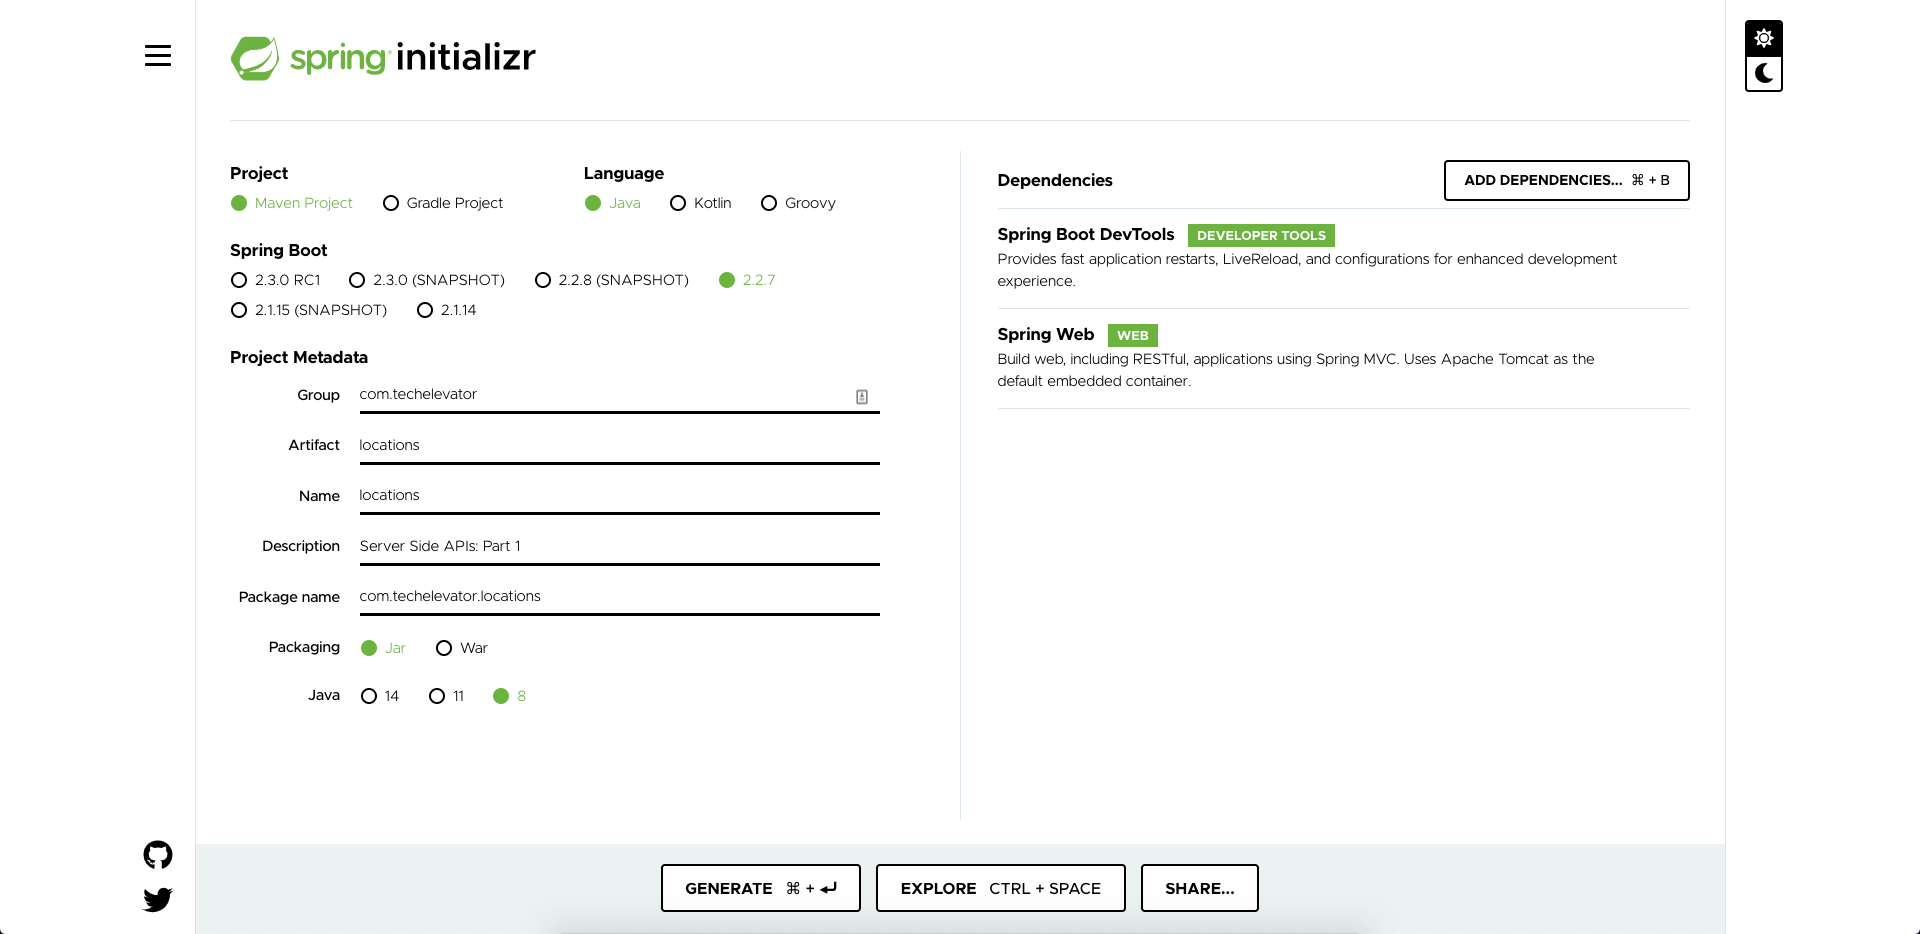 spring initializr
Project
Maven Project Gradle Project
Language
Java Kotlin Groovy
Spring Boot
2.3.0 RC1 2.3.0 (SNAPSHOT) 2.2.8 (SNAPSHOT) 2.2.7
2.1.15 (SNAPSHOT) 2.1.14
Project Metadata
Group com.techelevator
Artifact locations
Name locations
Description Server Side APIs: Part 1
Package name com.techelevator.locations
Packaging Jar War
Java 14 11 8
Dependencies ADD DEPENDENCIES... ⌘ + B
Spring Boot DevTools DEVELOPER TOOLS
Provides fast application restarts, LiveReload, and configurations for enhanced development
experience.
Spring Web WEB
Build web, including RESTful, applications using Spring MVC. Uses Apache Tomcat as the
default embedded container.
GENERATE ⌘ + ⏎ EXPLORE CTRL + SPACE SHARE...